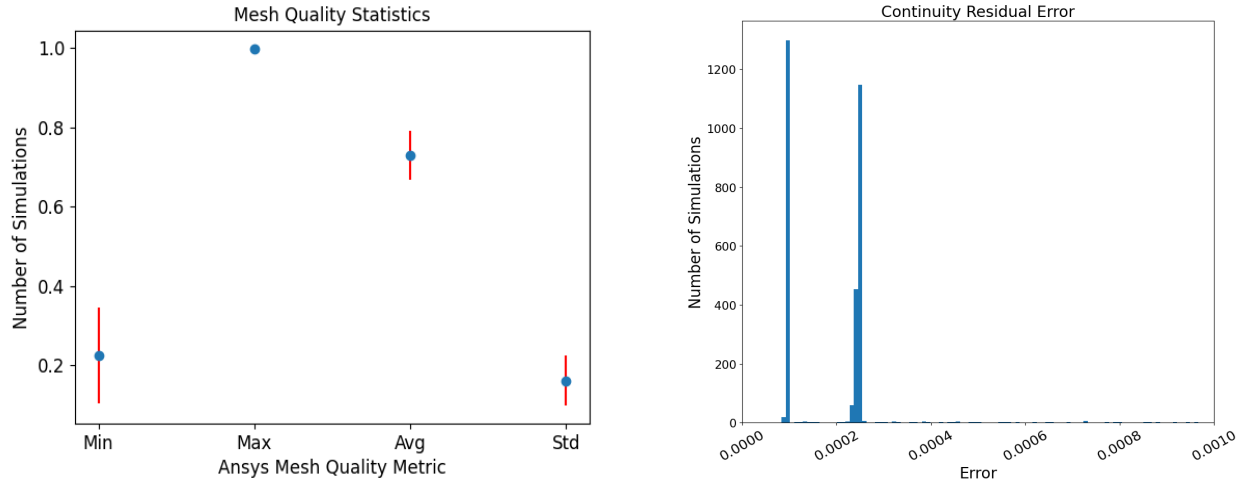 Mesh Quality Statistics
Number of Simulations
1.0
0.8
0.6
0.4
0.2
Min Max Avg Std
Ansys Mesh Quality Metric
Continuity Residual Error
Number of Simulations
1200
1000
800
600
400
200
0
0.0000 0.0002 0.0004 0.0006 0.0008 0.0010
Error